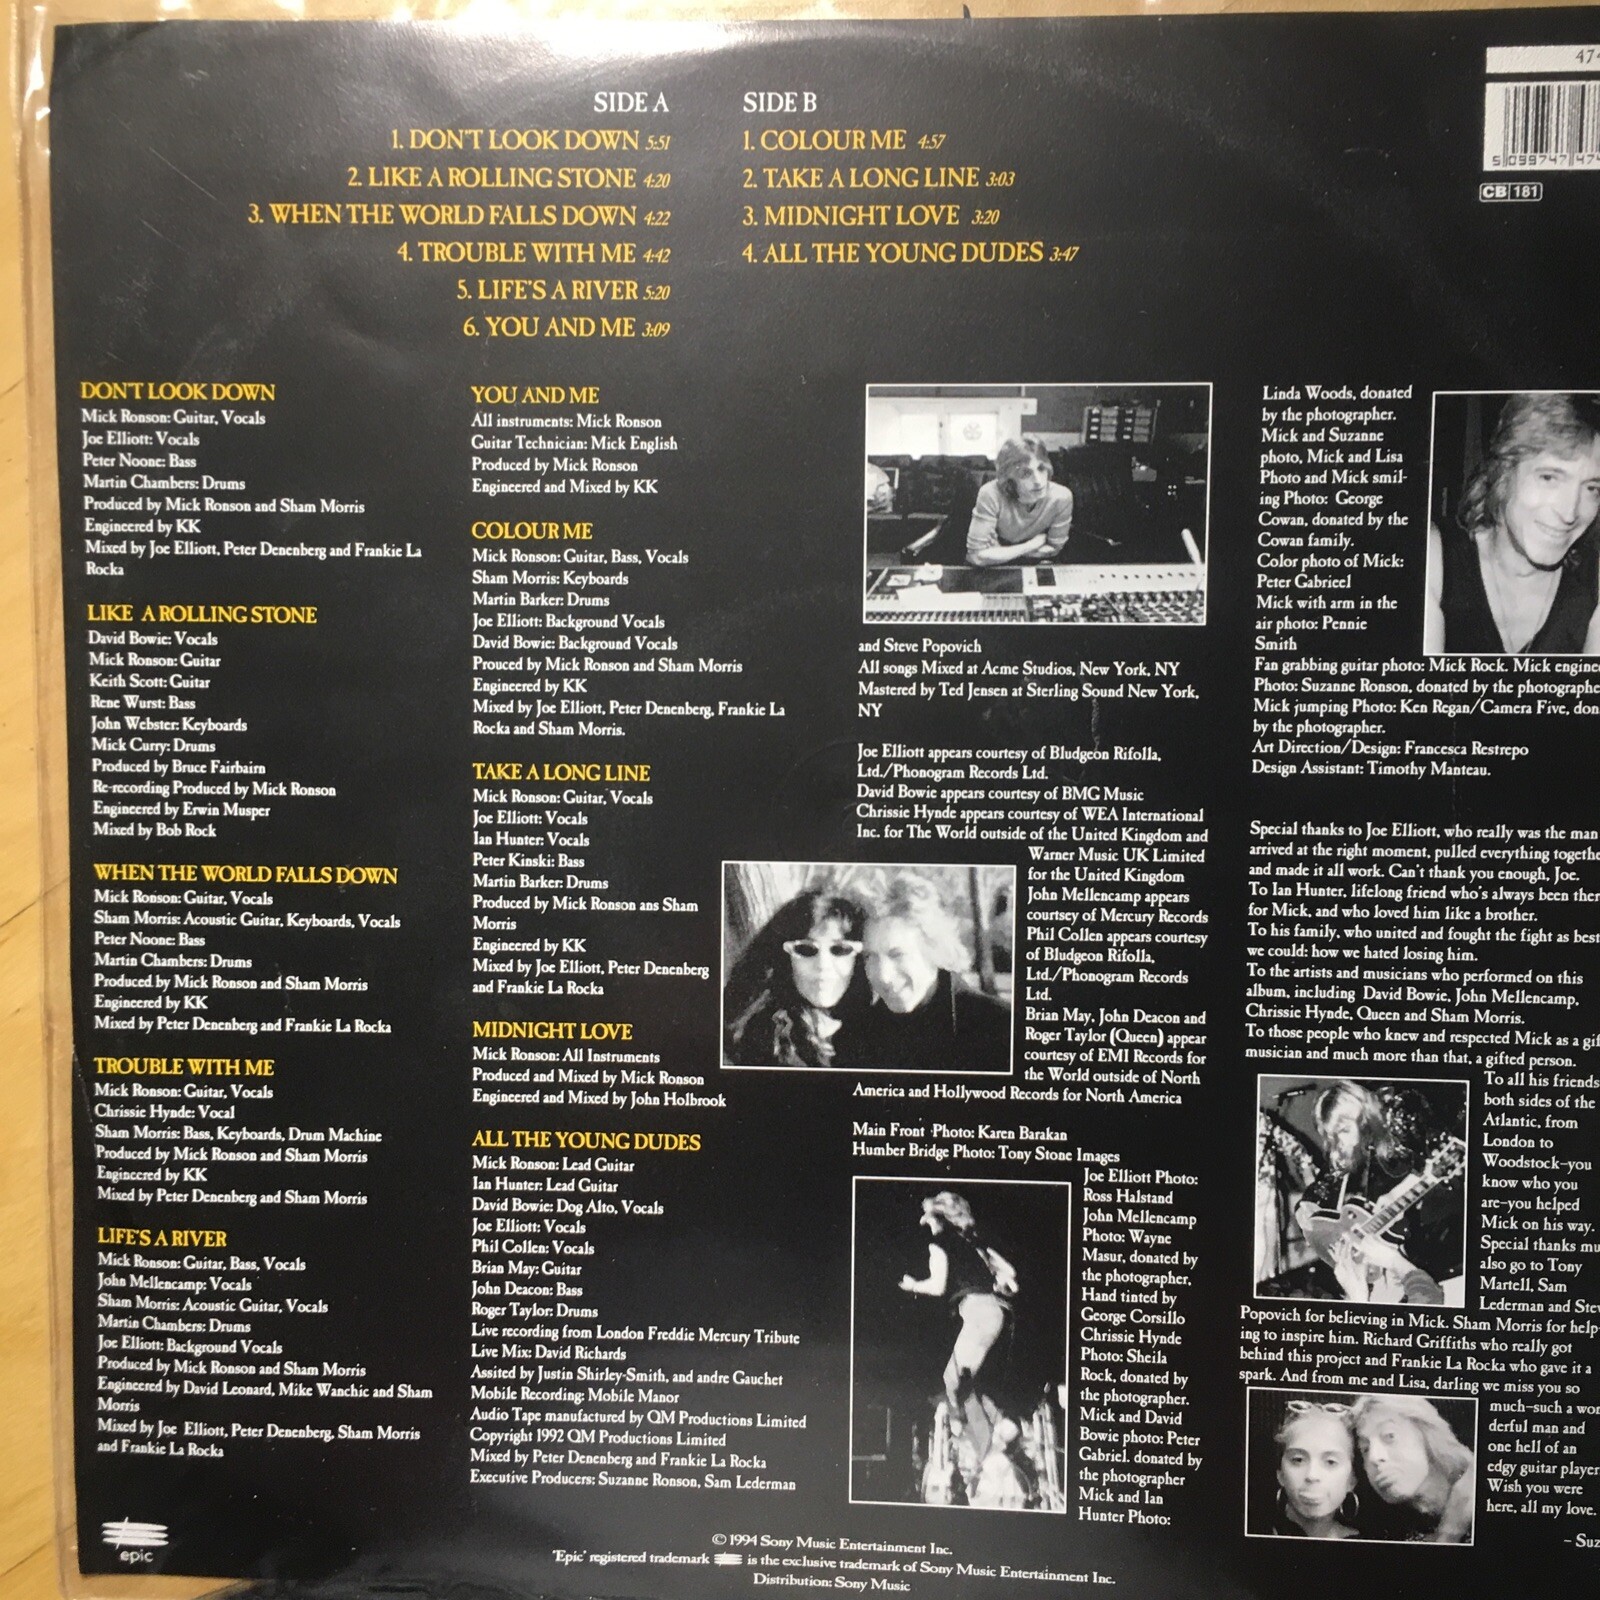 SIDE A
1. DON'T LOOK DOWN 5:51
2. LIKE A ROLLING STONE 4:20
3. WHEN THE WORLD FALLS DOWN 4:22
4. TROUBLE WITH ME 4:42
5. LIFE'S A RIVER 5:20
6. YOU AND ME 3:09
SIDE B
1. COLOUR ME 4:57
2. TAKE A LONG LINE 3:03
3. MIDNIGHT LOVE 3:20
4. ALL THE YOUNG DUDES 3:47
5 099747 474
CB 181
DON'T LOOK DOWN
Mick Ronson: Guitar, Vocals
Joe Elliott: Vocals
Peter Noone: Bass
Martin Chambers: Drums
Produced by Mick Ronson and Sham Morris
Engineered by KK
Mixed by Joe Elliott, Peter Denenberg and Frankie La
Rocka
LIKE A ROLLING STONE
David Bowie: Vocals
Mick Ronson: Guitar
Keith Scott: Guitar
Rene Wurst: Bass
John Webster: Keyboards
Mick Curry: Drums
Produced by Bruce Fairbairn
Re-recording Produced by Mick Ronson
Engineered by Erwin Musper
Mixed by Bob Rock
WHEN THE WORLD FALLS DOWN
Mick Ronson: Guitar, Vocals
Sham Morris: Acoustic Guitar, Keyboards, Vocals
Peter Noone: Bass
Martin Chambers: Drums
Produced by Mick Ronson and Sham Morris
Engineered by KK
Mixed by Peter Denenberg and Frankie La Rocka
TROUBLE WITH ME
Mick Ronson: Guitar, Vocals
Chrissie Hynde: Vocal
Sham Morris: Bass, Keyboards, Drum Machine
Produced by Mick Ronson and Sham Morris
Engineered by KK
Mixed by Peter Denenberg and Sham Morris
LIFE'S A RIVER
Mick Ronson: Guitar, Bass, Vocals
John Mellencamp: Vocals
Sham Morris: Acoustic Guitar, Vocals
Martin Chambers: Drums
Joe Elliott: Background Vocals
Produced by Mick Ronson and Sham Morris
Engineered by David Leonard, Mike Wanchic and Sham
Morris
Mixed by Joe Elliott, Peter Denenberg, Sham Morris
and Frankie La Rocka
epic
YOU AND ME
All instruments: Mick Ronson
Guitar Technician: Mick English
Produced by Mick Ronson
Engineered and Mixed by KK
COLOUR ME
Mick Ronson: Guitar, Bass, Vocals
Sham Morris: Keyboards
Martin Barker: Drums
Joe Elliott: Background Vocals
David Bowie: Background Vocals
Prouced by Mick Ronson and Sham Morris
Engineered by KK
Mixed by Joe Elliott, Peter Denenberg, Frankie La
Rocka and Sham Morris.
TAKE A LONG LINE
Mick Ronson: Guitar, Vocals
Joe Elliott: Vocals
Ian Hunter: Vocals
Peter Kinski: Bass
Martin Barker: Drums
Produced by Mick Ronson ans Sham
Morris
Engineered by KK
Mixed by Joe Elliott, Peter Denenberg
and Frankie La Rocka
MIDNIGHT LOVE
Mick Ronson: All Instruments
Produced and Mixed by Mick Ronson
Engineered and Mixed by John Holbrook
ALL THE YOUNG DUDES
Mick Ronson: Lead Guitar
Ian Hunter: Lead Guitar
David Bowie: Dog Alto, Vocals
Joe Elliott: Vocals
Phil Collen: Vocals
Brian May: Guitar
John Deacon: Bass
Roger Taylor: Drums
Live recording from London Freddie Mercury Tribute
Live Mix: David Richards
Assited by Justin Shirley-Smith, and andre Gauchet
Mobile Recording: Mobile Manor
Audio Tape manufactured by QM Productions Limited
Copyright 1992 QM Productions Limited
Mixed by Peter Denenberg and Frankie La Rocka
Executive Producers: Suzanne Ronson, Sam Lederman
and Steve Popovich
All songs Mixed at Acme Studios, New York, NY
Mastered by Ted Jensen at Sterling Sound New York,
NY
Joe Elliott appears courtesy of Bludgeon Rifolla,
Ltd./Phonogram Records Ltd.
David Bowie appears courtesy of BMG Music
Chrissie Hynde appears courtesy of WEA International
Inc. for The World outside of the United Kingdom and
Warner Music UK Limited
for the United Kingdom
John Mellencamp appears
courtsey of Mercury Records
Phil Collen appears courtesy
of Bludgeon Rifolla,
Ltd./Phonogram Records
Ltd.
Brian May, John Deacon and
Roger Taylor (Queen) appear
courtesy of EMI Records for
the World outside of North
America and Hollywood Records for North America
Main Front Photo: Karen Barakan
Humber Bridge Photo: Tony Stone Images
Joe Elliott Photo:
Ross Halstand
John Mellencamp
Photo: Wayne
Masur, donated by
the photographer,
Hand tinted by
George Corsillo
Chrissie Hynde
Photo: Sheila
Rock, donated by
the photographer.
Mick and David
Bowie photo: Peter
Gabriel. donated by
the photographer
Mick and Ian
Hunter Photo:
Linda Woods, donated
by the photographer.
Mick and Suzanne
photo, Mick and Lisa
Photo and Mick smil-
ing Photo: George
Cowan, donated by the
Cowan family.
Color photo of Mick:
Peter Gabrieel
Mick with arm in the
air photo: Pennie
Smith
Fan grabbing guitar photo: Mick Rock. Mick
Photo: Suzanne Ronson, donated by the
Mick jumping Photo: Ken Regan/Camera Five,
by the photographer.
Art Direction/Design: Francesca Restrepo
Design Assistant: Timothy Manteau.
Special thanks to Joe Elliott, who really was the man
arrived at the right moment, pulled everything
and made it all work. Can't thank you enough, Joe.
To Ian Hunter, lifelong friend who's always been
for Mick, and who loved him like a brother.
To his family, who united and fought the fight as best
we could: how we hated losing him.
To the artists and musicians who performed on this
album, including David Bowie, John Mellencamp,
Chrissie Hynde, Queen and Sham Morris.
To those people who knew and respected Mick as a
musician and much more than that, a gifted person.
To all his friends
both sides of the
Atlantic, from
London to
Woodstock-you
know who you
are-you helped
Mick on his way.
Special thanks
also go to Tony
Martell, Sam
Lederman and
Popovich for believing in Mick. Sham Morris for help-
ing to inspire him. Richard Griffiths who really got
behind this project and Frankie La Rocka who gave it a
spark. And from me and Lisa, darling we miss you so
much-such a
derful man and
one hell of an
edgy guitar player
Wish you were
here, all my love.
© 1994 Sony Music Entertainment Inc.
"Epic" registered trademark is the exclusive trademark of Sony Music Entertainment Inc.
Distribution: Sony Music